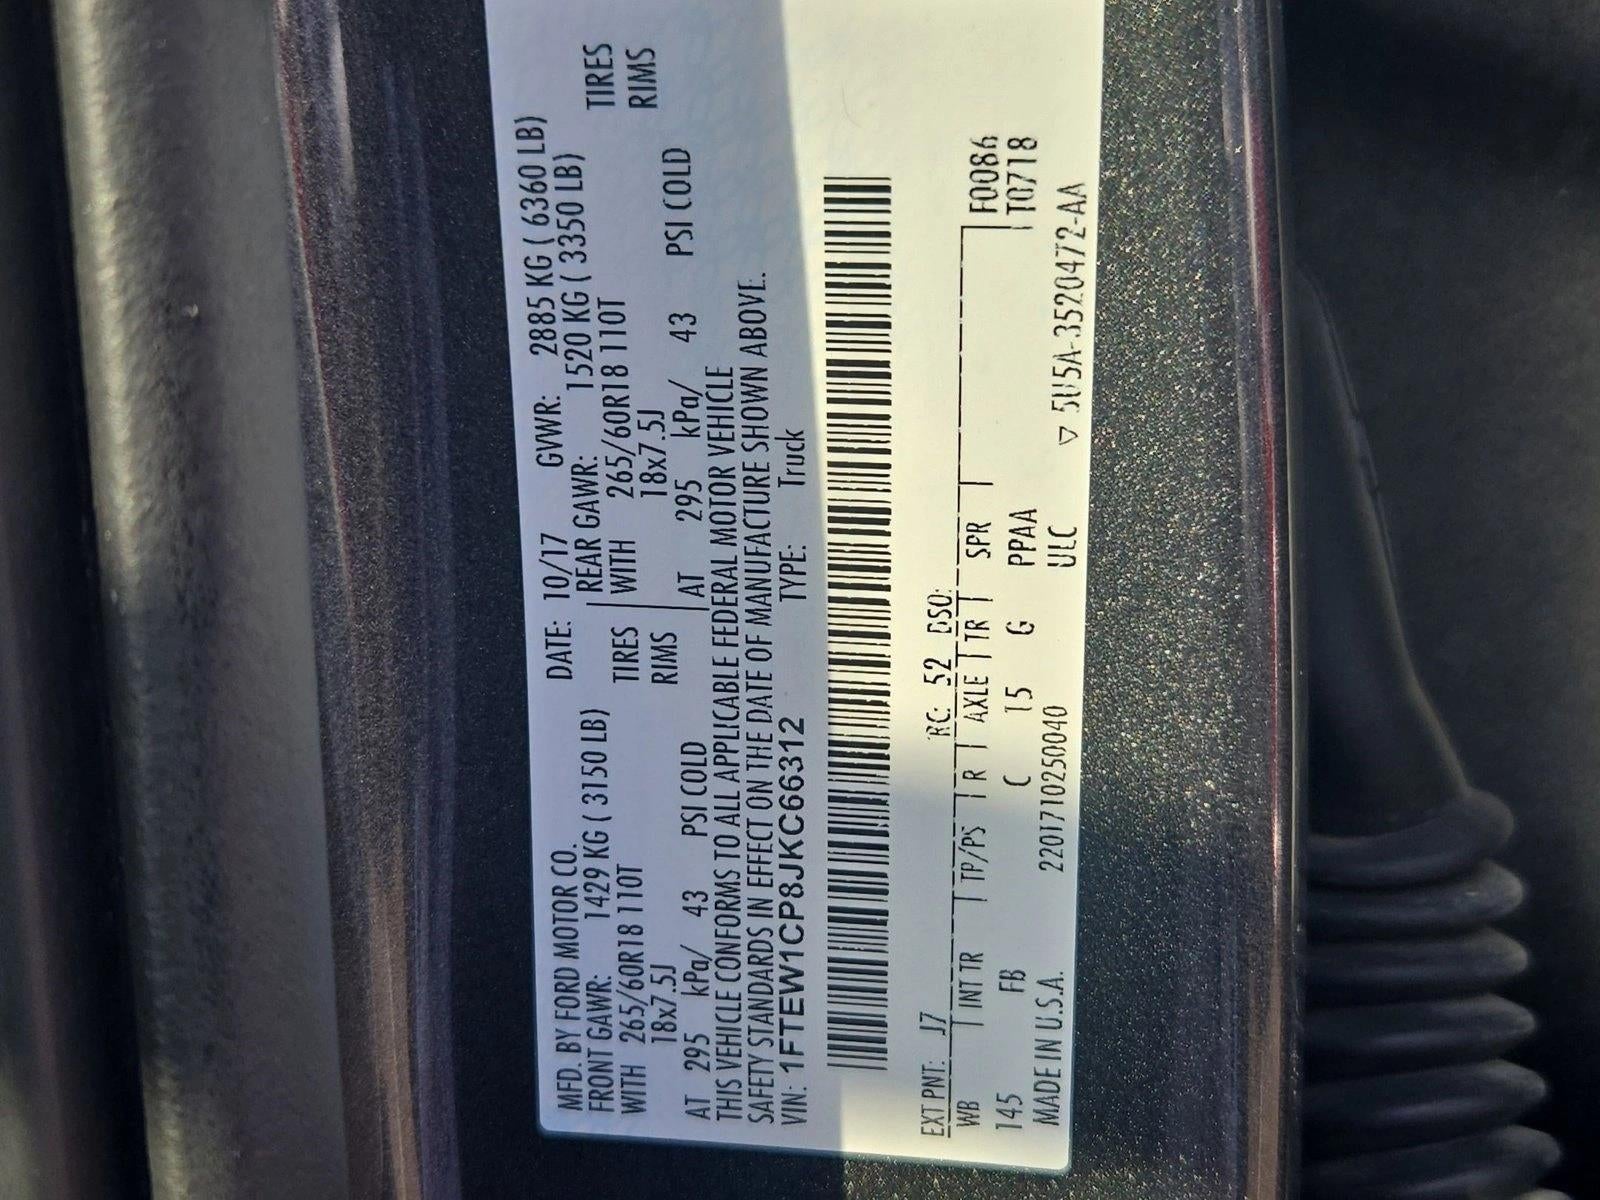 MFD. BY FORD MOTOR CO. DATE: 10/17 GVWR: 2885 KG ( 6360 LB)
FRONT GAWR: 1429 KG ( 3150 LB) REAR GAWR: 1520 KG ( 3350 LB)
WITH 265/60R18 110T TIRES WITH 265/60R18 110T TIRES
18x7.5J RIMS 18x7.5J RIMS
AT 295 kPa/ 43 PSI COLD AT 295 kPa/ 43 PSI COLD
THIS VEHICLE CONFORMS TO ALL APPLICABLE FEDERAL MOTOR VEHICLE
SAFETY STANDARDS IN EFFECT ON THE DATE OF MANUFACTURE SHOWN ABOVE.
VIN: 1FTEW1CP8JKC66312 TYPE: Truck
EXT PNT: J7 RC: 52 DSO:
WB INT TR TP/PS R AXLE TR SPR F0086
145 FB C 15 G PPAA T0718
MADE IN U.S.A. 2201710250040 ULC ▽ 5U5A-3520472-AA